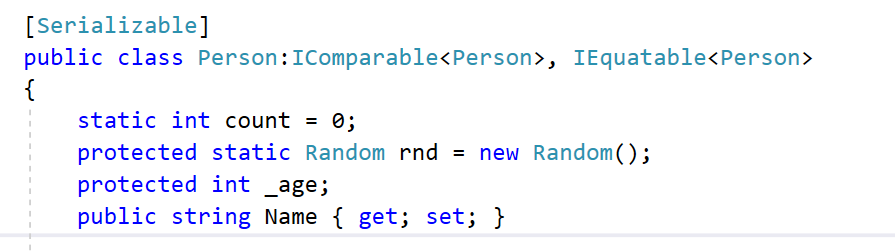 [Serializable]
public class Person:IComparable<Person>, IEquatable<Person>
{
static int count = 0;
protected static Random rnd = new Random();
protected int _age;
public string Name { get; set; }